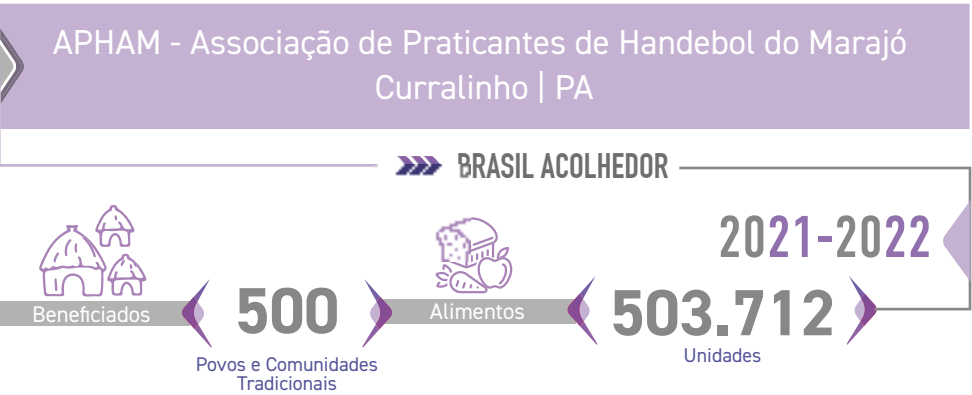 APHAM - Associação de Praticantes de Handebol do Marajó
Curralinho | PA
BRASIL ACOLHEDOR
2021-2022
Beneficiados
500
Povos e Comunidades
Tradicionais
Alimentos
503.712
Unidades